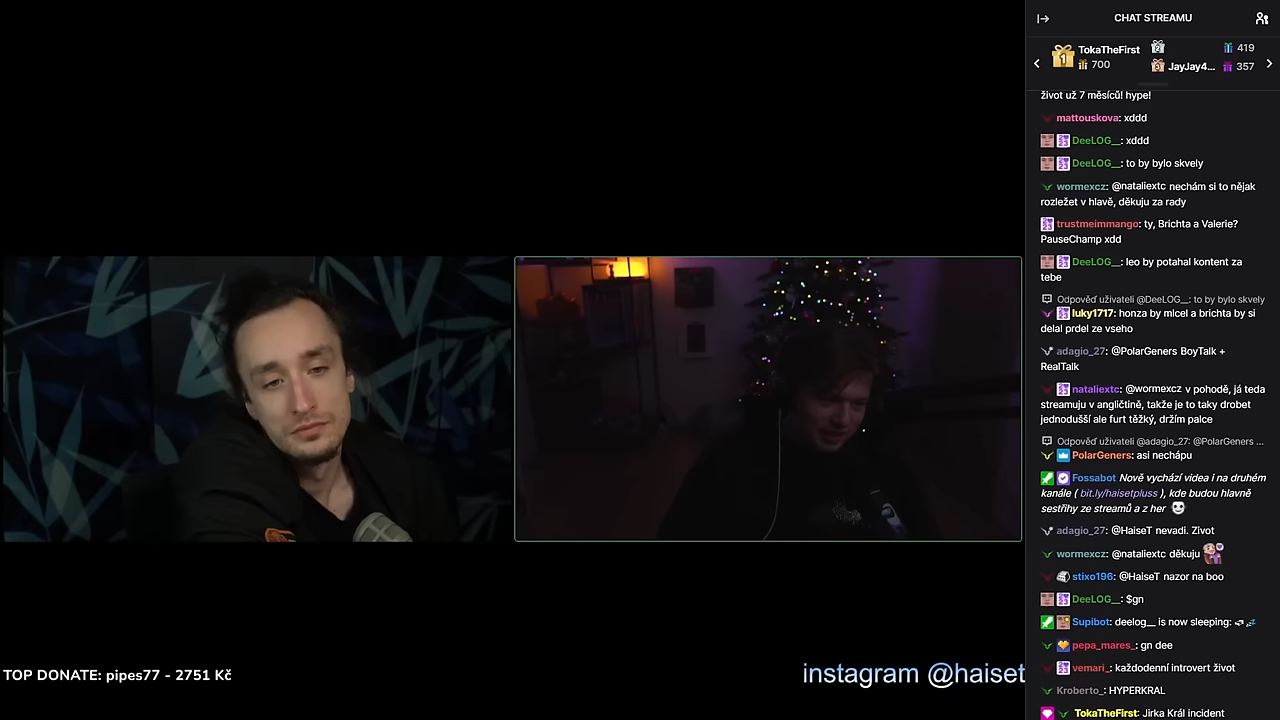 CHAT STREAMU
TokaTheFirst
700
419
JayJay4...
357
život už 7 měsíců! hype!
mattouskova: xddd
DeeLOG__: xddd
DeeLOG__: to by bylo skvely
wormexcz: @nataliextc nechám si to nějak
rozležet v hlavě, děkuju za rady
trustmeimmango: ty, Brichta a Valerie?
PauseChamp xdd
DeeLOG__: leo by potahal kontent za
tebe
Odpověď uživateli @DeeLOG__: to by bylo skvely
luky1717: honza by mlcel a brichta by si
delal prdel ze vseho
adagio_27: @PolarGeners BoyTalk +
RealTalk
nataliextc: @wormexcz v pohodě, já teda
streamuju v angličtině, takže je to taky drobet
jednodušší ale furt těžký, držím palce
Odpověď uživateli @adagio_27: @PolarGeners ...
PolarGeners: asi nechápu
Fossabot Nově vychází videa i na druhém
kanále ( bit.ly/haisetpluss ), kde budou hlavně
sestřihy ze streamů a z her
adagio_27: @HaiseT nevadi. Zivot
wormexcz: @nataliextc děkuju
stixo196: @HaiseT nazor na boo
DeeLOG__: $gn
Supibot: deelog__ is now sleeping:
pepa_mares_: gn dee
vemari_: každodenní introvert život
Kroberto_: HYPERKRAL
TokaTheFirst: Jirka Král incident
TOP DONATE: pipes77 - 2751 Kč
instagram @haiset